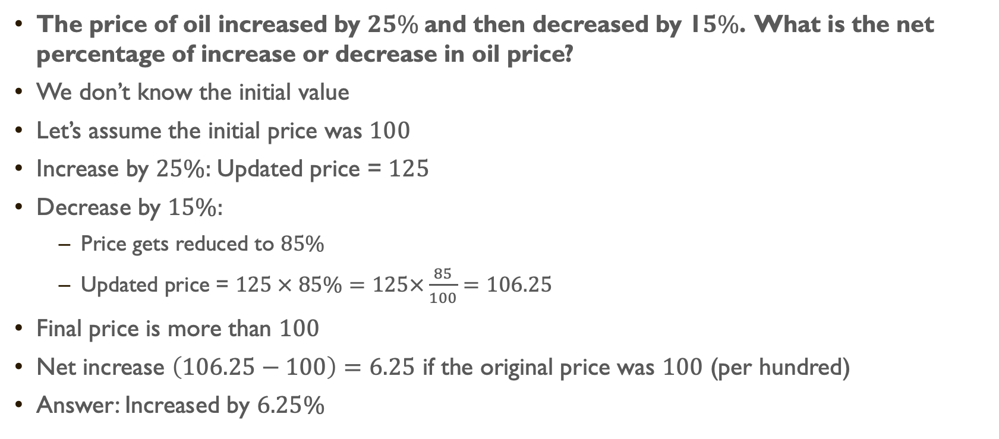 • The price of oil increased by 25% and then decreased by 15%. What is the net
percentage of increase or decrease in oil price?
• We don’t know the initial value
• Let’s assume the initial price was 100
• Increase by 25%: Updated price = 125
• Decrease by 15%:
– Price gets reduced to 85%
– Updated price = 125 × 85% = 125× 85/100 = 106.25
• Final price is more than 100
• Net increase (106.25 − 100) = 6.25 if the original price was 100 (per hundred)
• Answer: Increased by 6.25%